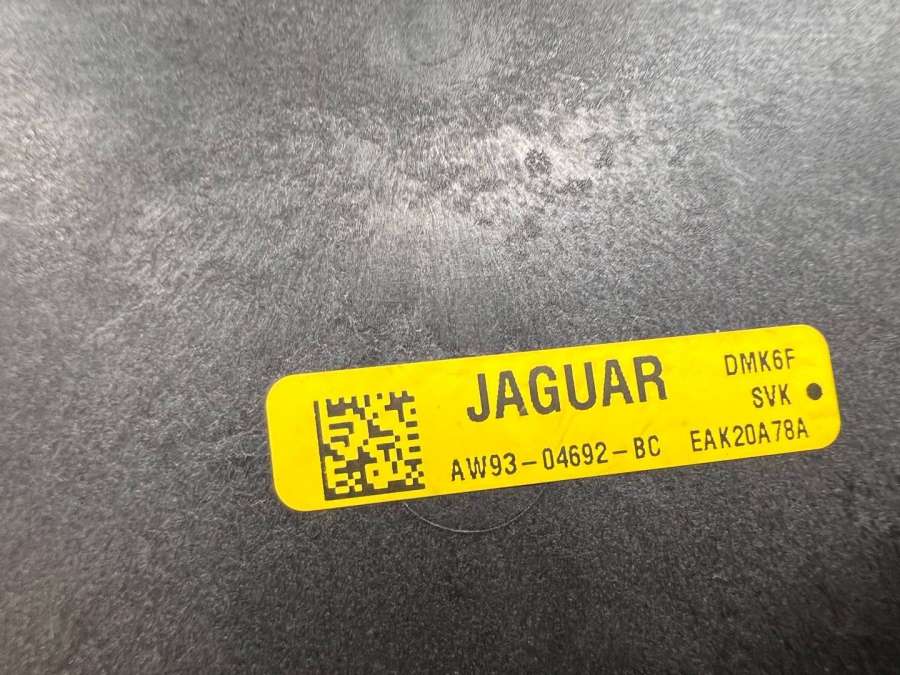 JAGUAR
DMK6F
SVK
AW93-04692-BC
EAK20A78A